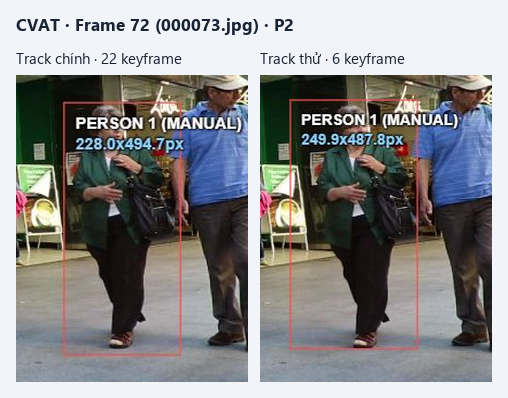 CVAT · Frame 72 (000073.jpg) · P2
Track chính · 22 keyframe
Track thử · 6 keyframe
PERSON 1 (MANUAL)
228.0x494.7px
PERSON 1 (MANUAL)
249.9x487.8px